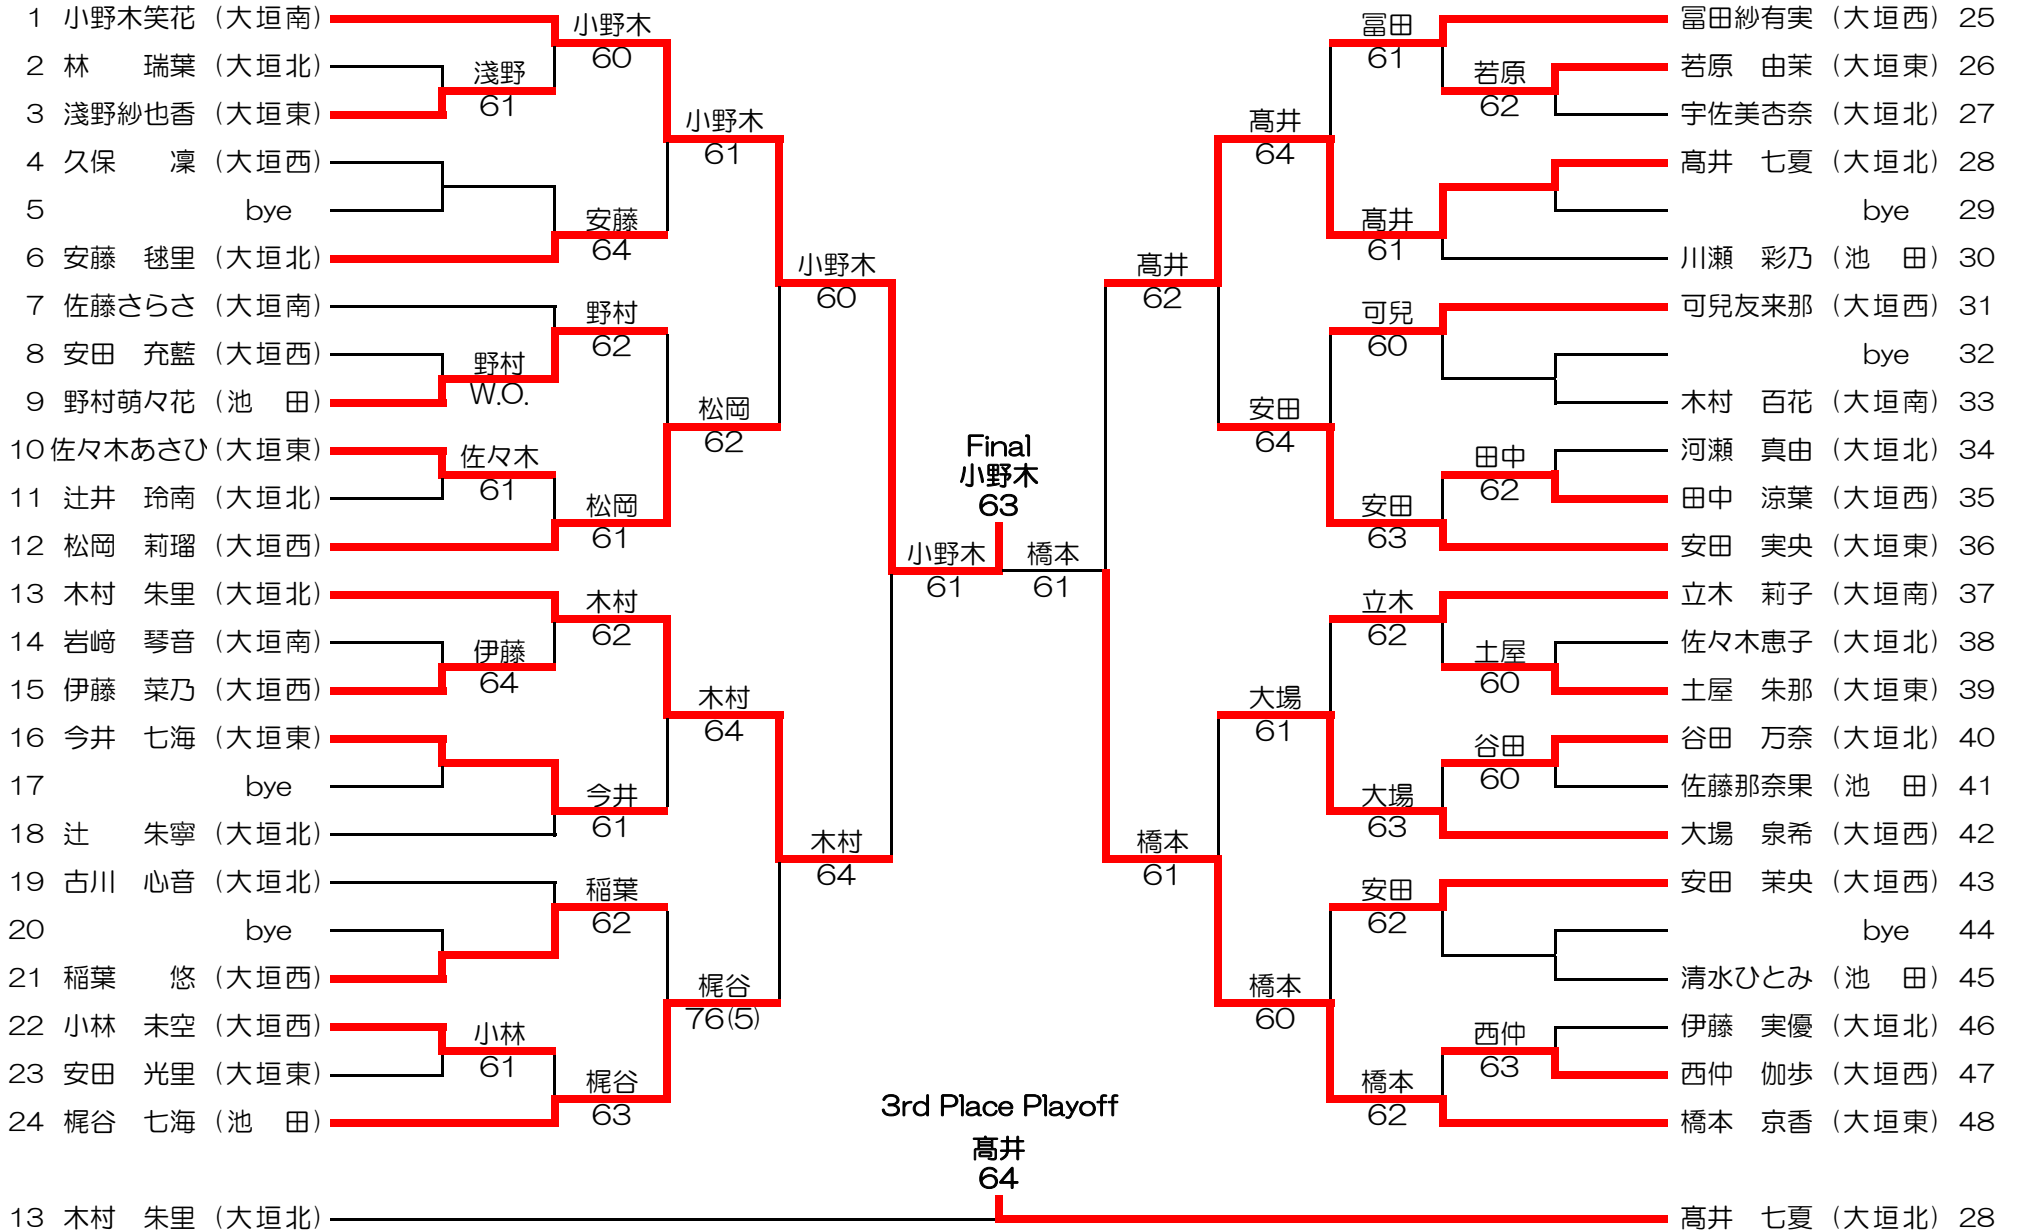 1 小野木笑花 (大垣南)
2 林 瑞葉 (大垣北)
3 淺野紗也香 (大垣東)
4 久保 凜 (大垣西)
5 bye
6 安藤 毬里 (大垣北)
7 佐藤さらさ (大垣南)
8 安田 充藍 (大垣西)
9 野村萌々花 (池 田)
10 佐々木あさひ (大垣東)
11 辻井 玲南 (大垣北)
12 松岡 莉瑠 (大垣西)
13 木村 朱里 (大垣北)
14 岩﨑 琴音 (大垣南)
15 伊藤 菜乃 (大垣西)
16 今井 七海 (大垣東)
17 bye
18 辻 朱寧 (大垣北)
19 古川 心音 (大垣北)
20 bye
21 稲葉 悠 (大垣西)
22 小林 未空 (大垣西)
23 安田 光里 (大垣東)
24 梶谷 七海 (池 田)
淺野
61
野村
W.O.
佐々木
61
伊藤
64
小林
61
小野木
60
安藤
64
野村
62
松岡
61
木村
62
今井
61
稲葉
62
梶谷
63
小野木
61
松岡
62
木村
64
梶谷
76(5)
小野木
60
木村
64
小野木
61
Final
小野木
63
橋本
61
髙井
62
橋本
61
髙井
64
安田
64
大場
61
橋本
60
冨田
61
髙井
61
可兒
60
安田
63
立木
62
大場
63
安田
62
橋本
62
若原
62
田中
62
土屋
60
谷田
60
西仲
63
冨田紗有実 (大垣西) 25
若原 由茉 (大垣東) 26
宇佐美杏奈 (大垣北) 27
髙井 七夏 (大垣北) 28
bye 29
川瀬 彩乃 (池 田) 30
可兒友来那 (大垣西) 31
bye 32
木村 百花 (大垣南) 33
河瀬 真由 (大垣北) 34
田中 涼葉 (大垣西) 35
安田 実央 (大垣東) 36
立木 莉子 (大垣南) 37
佐々木恵子 (大垣北) 38
土屋 朱那 (大垣東) 39
谷田 万奈 (大垣北) 40
佐藤那奈果 (池 田) 41
大場 泉希 (大垣西) 42
安田 茉央 (大垣西) 43
bye 44
清水ひとみ (池 田) 45
伊藤 実優 (大垣北) 46
西仲 伽歩 (大垣西) 47
橋本 京香 (大垣東) 48
3rd Place Playoff
髙井
64
13 木村 朱里 (大垣北)
髙井 七夏 (大垣北) 28